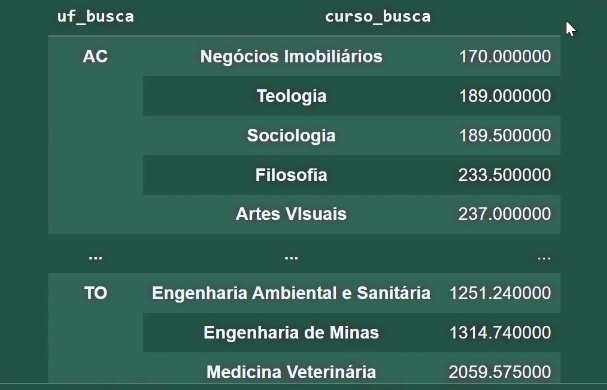 uf_busca curso_busca
AC Negócios Imobiliários 170.000000
Teologia 189.000000
Sociologia 189.500000
Filosofia 233.500000
Artes VIsuais 237.000000
... ... ...
TO Engenharia Ambiental e Sanitária 1251.240000
Engenharia de Minas 1314.740000
Medicina Veterinária 2059.575000